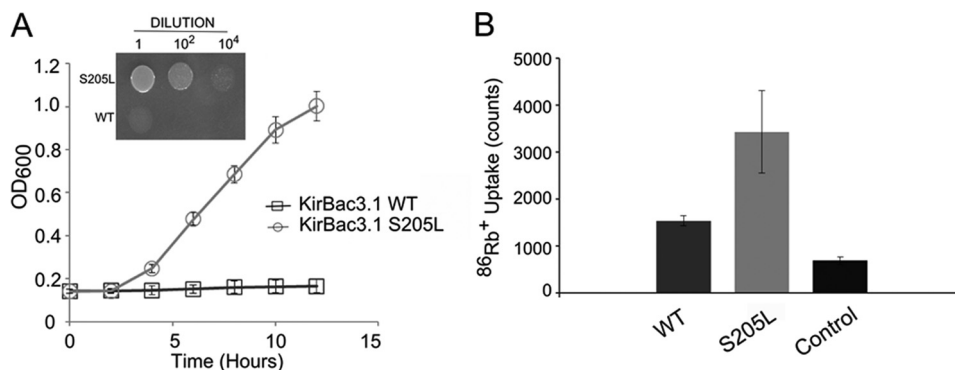 A
DILUTION
1 10² 10⁴
S205L
WT
1.2
1.0
0.8
0.6
0.4
0.2
0
OD600
KirBac3.1 WT
KirBac3.1 S205L
0 5 10 15
Time (Hours)
B
5000
4000
3000
2000
1000
0
86Rb+ Uptake (counts)
WT
S205L
Control